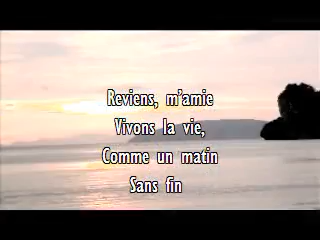 Reviens, m'amie
Vivons la vie,
Comme un matin
Sans fin